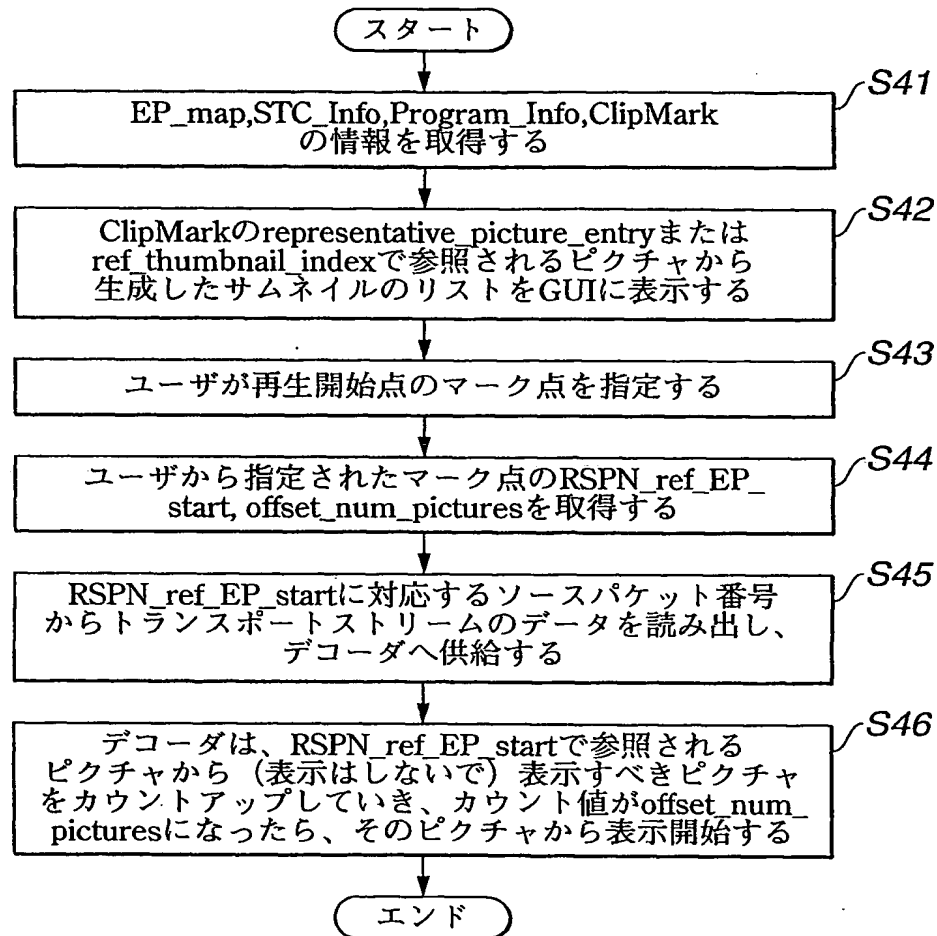 スタート
S41
EP_map,STC_Info,Program_Info,ClipMark
の情報を取得する
S42
ClipMarkのrepresentative_picture_entryまたは
ref_thumbnail_indexで参照されるピクチャから
生成したサムネイルのリストをGUIに表示する
S43
ユーザが再生開始点のマーク点を指定する
S44
ユーザから指定されたマーク点のRSPN_ref_EP_
start, offset_num_picturesを取得する
S45
RSPN_ref_EP_startに対応するソースパケット番号
からトランスポートストリームのデータを読み出し、
デコーダへ供給する
S46
デコーダは、RSPN_ref_EP_startで参照される
ピクチャから（表示はしないで）表示すべきピクチャ
をカウントアップしていき、カウント値がoffset_num_
picturesになったら、そのピクチャから表示開始する
エンド